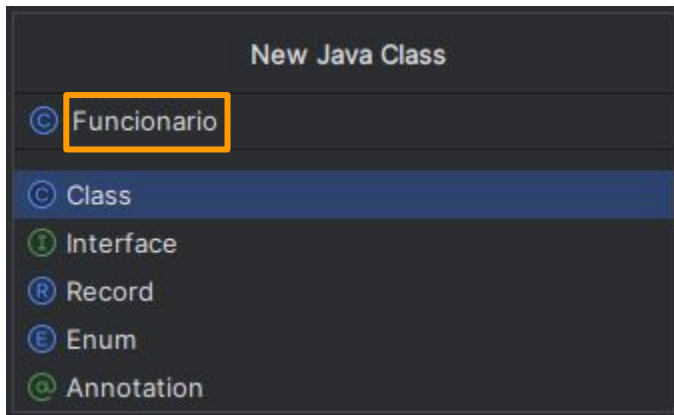 New Java Class
Funcionario
Class
Interface
Record
Enum
Annotation